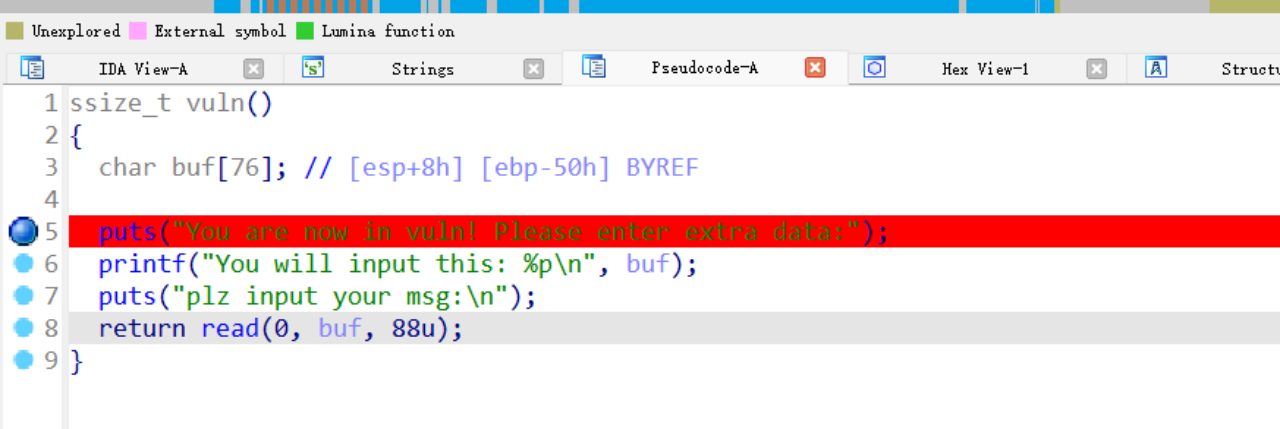 Unexplored External symbol Lumina function
IDA View-A 's' Strings Pseudocode-A Hex View-1 A Structu
1 ssize_t vuln()
2 {
3 char buf[76]; // [esp+8h] [ebp-50h] BYREF
4
5 puts("You are now in vuln! Please enter extra data:");
6 printf("You will input this: %p\n", buf);
7 puts("plz input your msg:\n");
8 return read(0, buf, 88u);
9 }